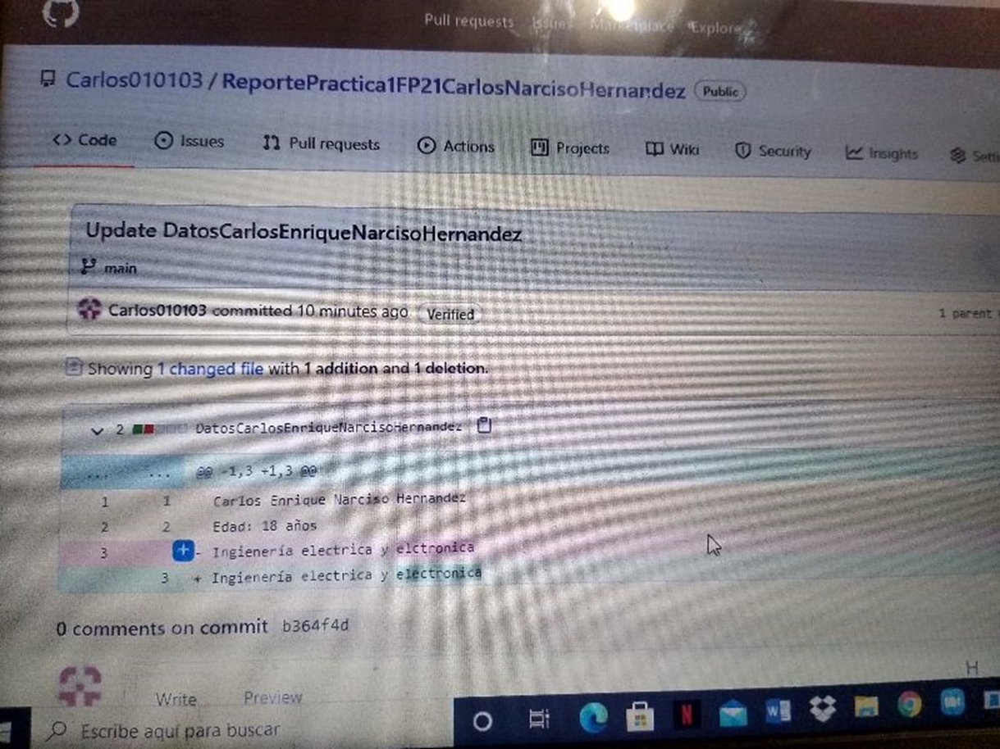 Pull requests Issues Marketplace Explore
Carlos010103 / ReportePractica1FP21CarlosNarcisoHernandez Public
<> Code Issues Pull requests Actions Projects Wiki Security Insights
Update DatosCarlosEnriqueNarcisoHernandez
main
Carlos010103 committed 10 minutes ago Verified
1 parent
Showing 1 changed file with 1 addition and 1 deletion.
2 DatosCarlosEnriqueNarcisoHernandez
... ... @@ -1,3 +1,3 @@
1 1 Carlos Enrique Narciso Hernandez
2 2 Edad: 18 años
3 - Ingienería electrica y elctronica
3 + Ingienería electrica y electronica
0 comments on commit b364f4d
H
Write Preview
Escribe aquí para buscar